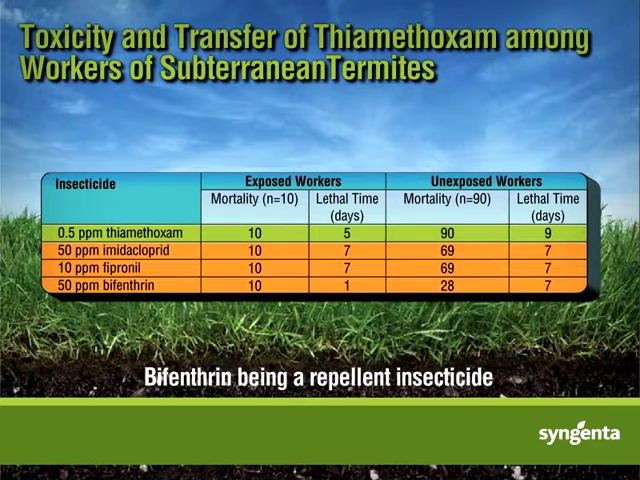 Toxicity and Transfer of Thiamethoxam among
Workers of SubterraneanTermites
Insecticide Exposed Workers Unexposed Workers
Mortality (n=10) Lethal Time (days) Mortality (n=90) Lethal Time (days)
0.5 ppm thiamethoxam 10 5 90 9
50 ppm imidacloprid 10 7 69 7
10 ppm fipronil 10 7 69 7
50 ppm bifenthrin 10 1 28 7
Bifenthrin being a repellent insecticide
syngenta